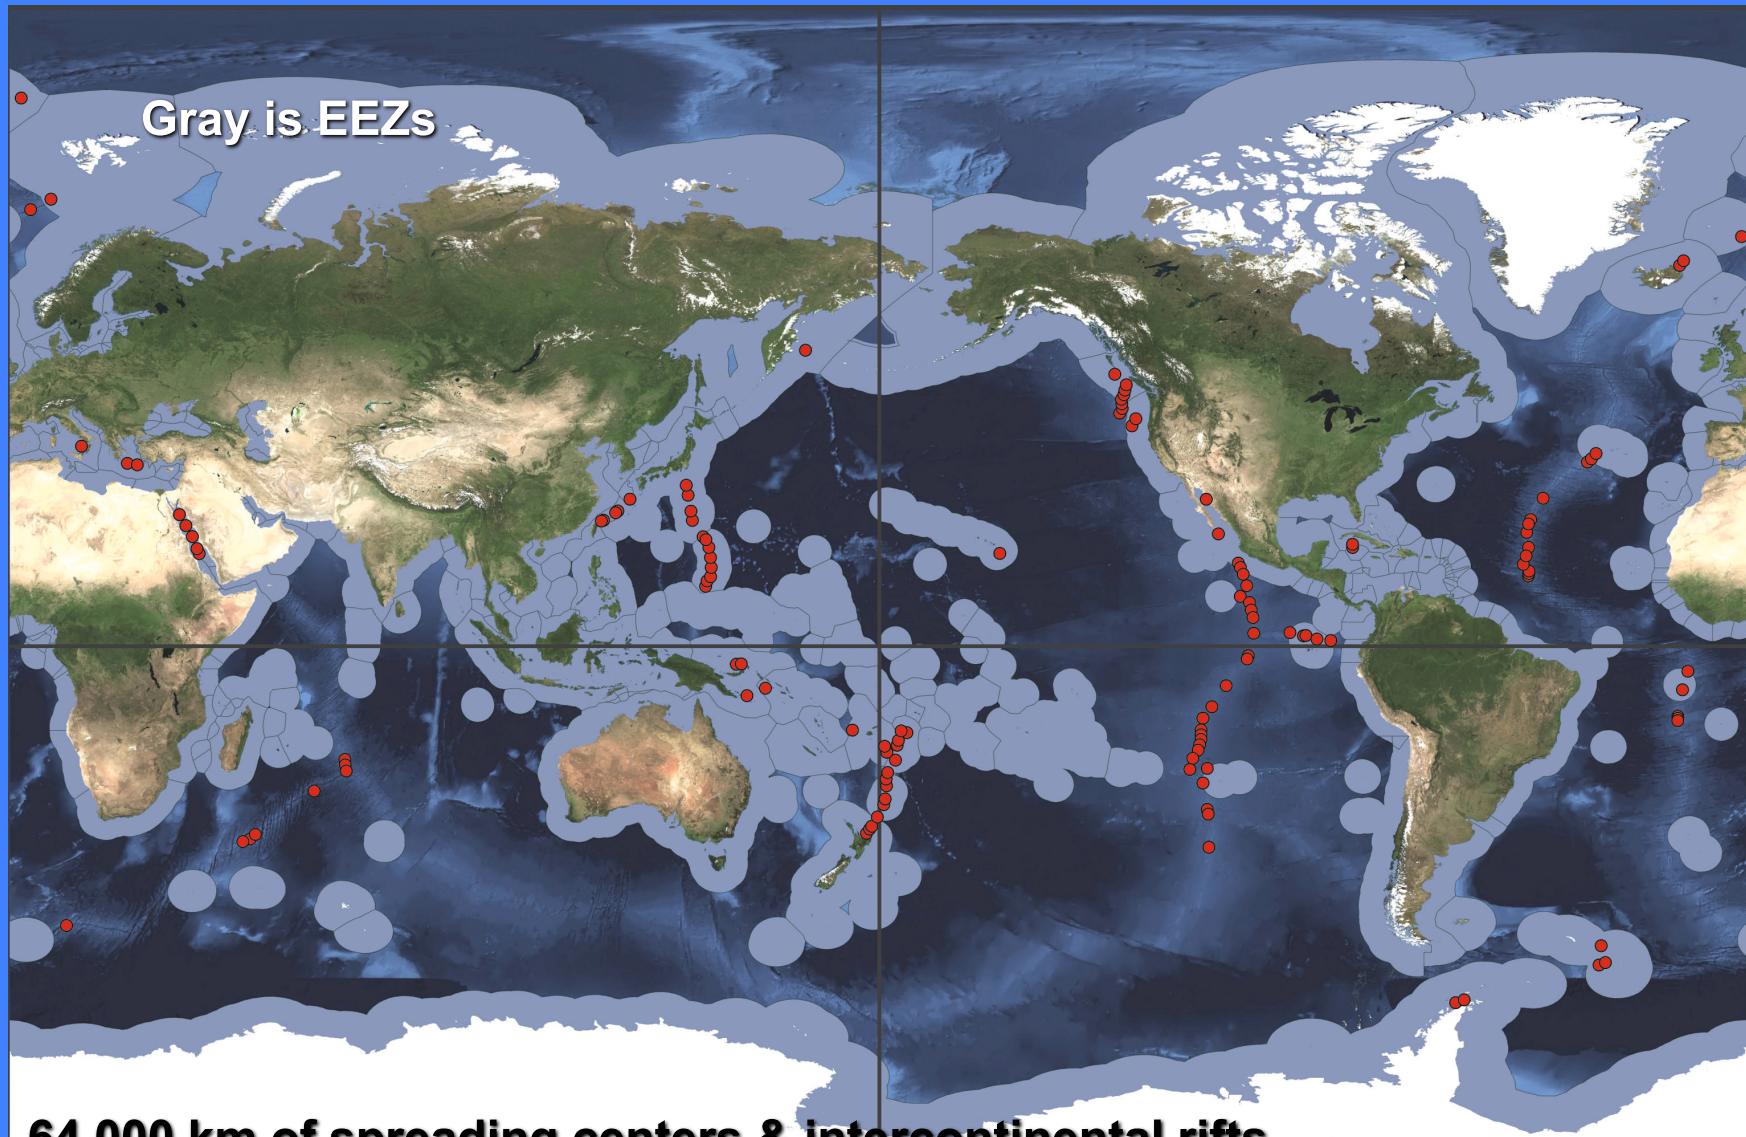 Gray is EEZs
64,000 km of spreading centers & intercontinental rifts